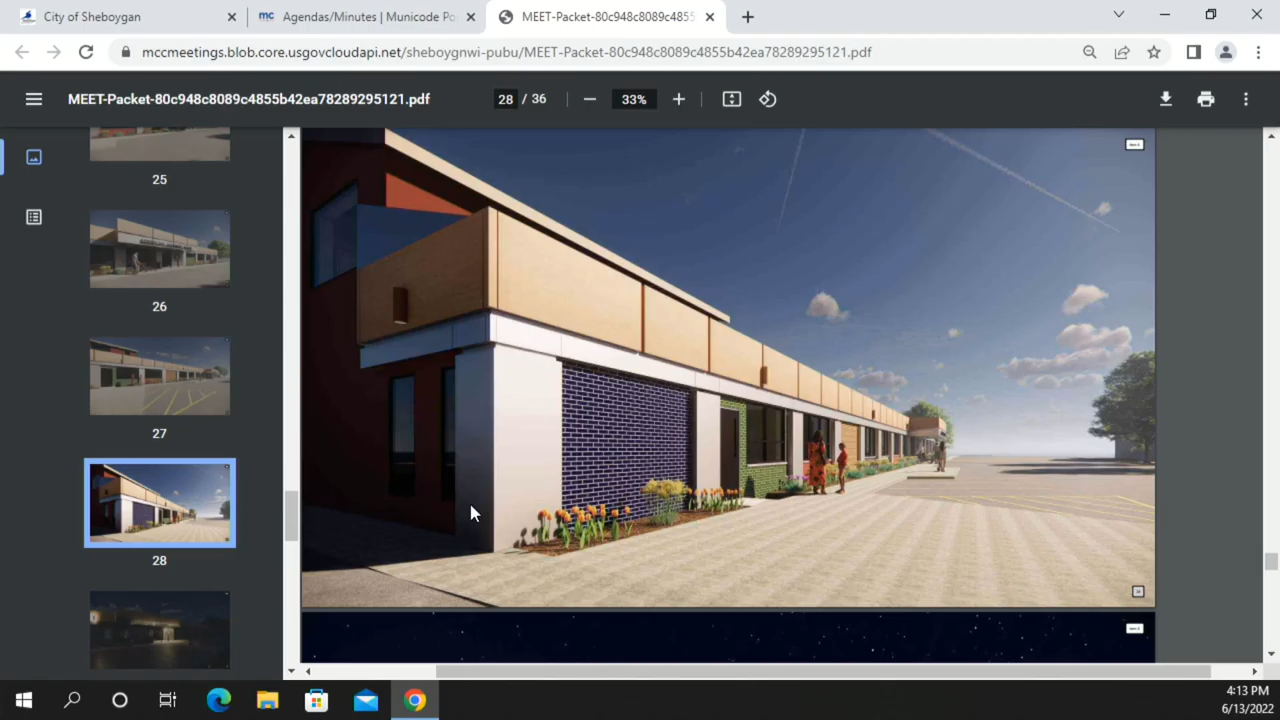 City of Sheboygan
Agendas/Minutes | Municode Po
MEET-Packet-80c948c8089c4855
mccmeetings.blob.core.usgovcloudapi.net/sheboygnwi-pubu/MEET-Packet-80c948c8089c4855b42ea78289295121.pdf
MEET-Packet-80c948c8089c4855b42ea78289295121.pdf
28 / 36
33%
25
26
27
28
4:13 PM
6/13/2022